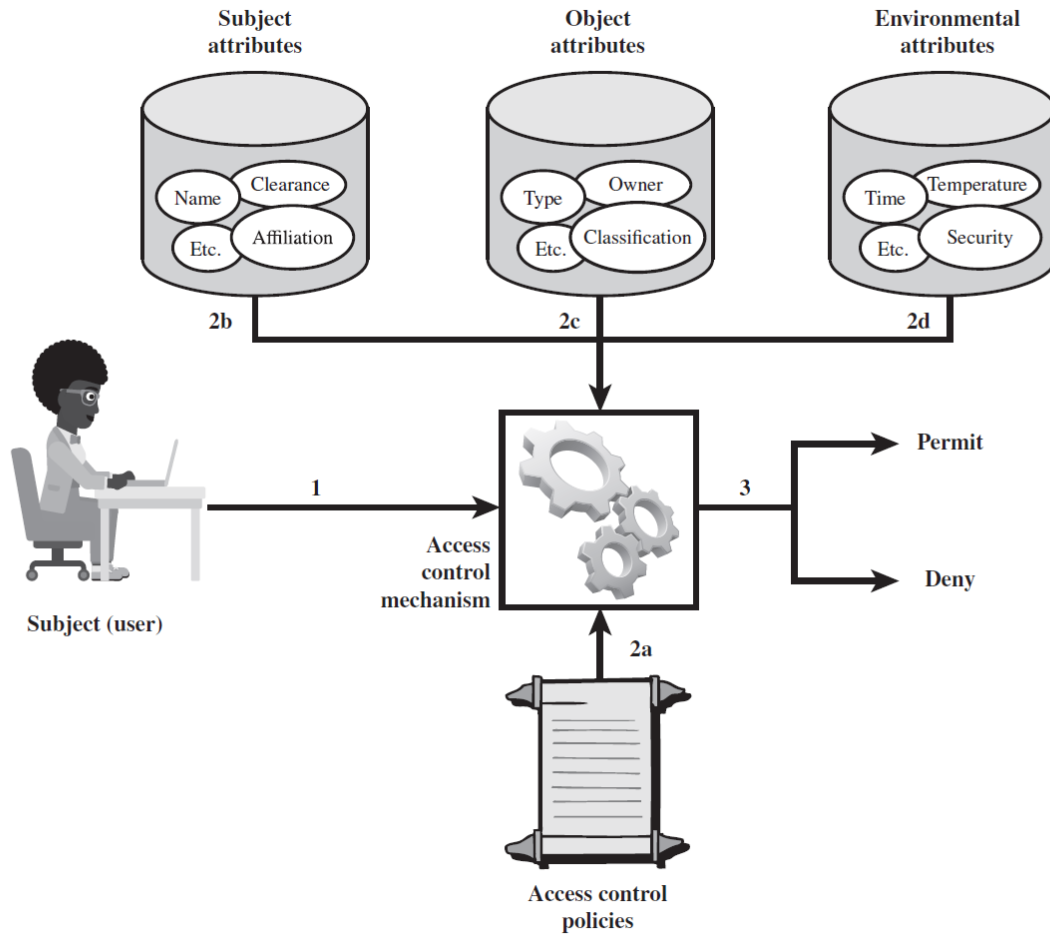 Subject
attributes
Object
attributes
Environmental
attributes
Name
Clearance
Etc.
Affiliation
Type
Owner
Etc.
Classification
Time
Temperature
Etc.
Security
2b
2c
2d
1
Access
control
mechanism
3
Permit
Deny
Subject (user)
2a
Access control
policies